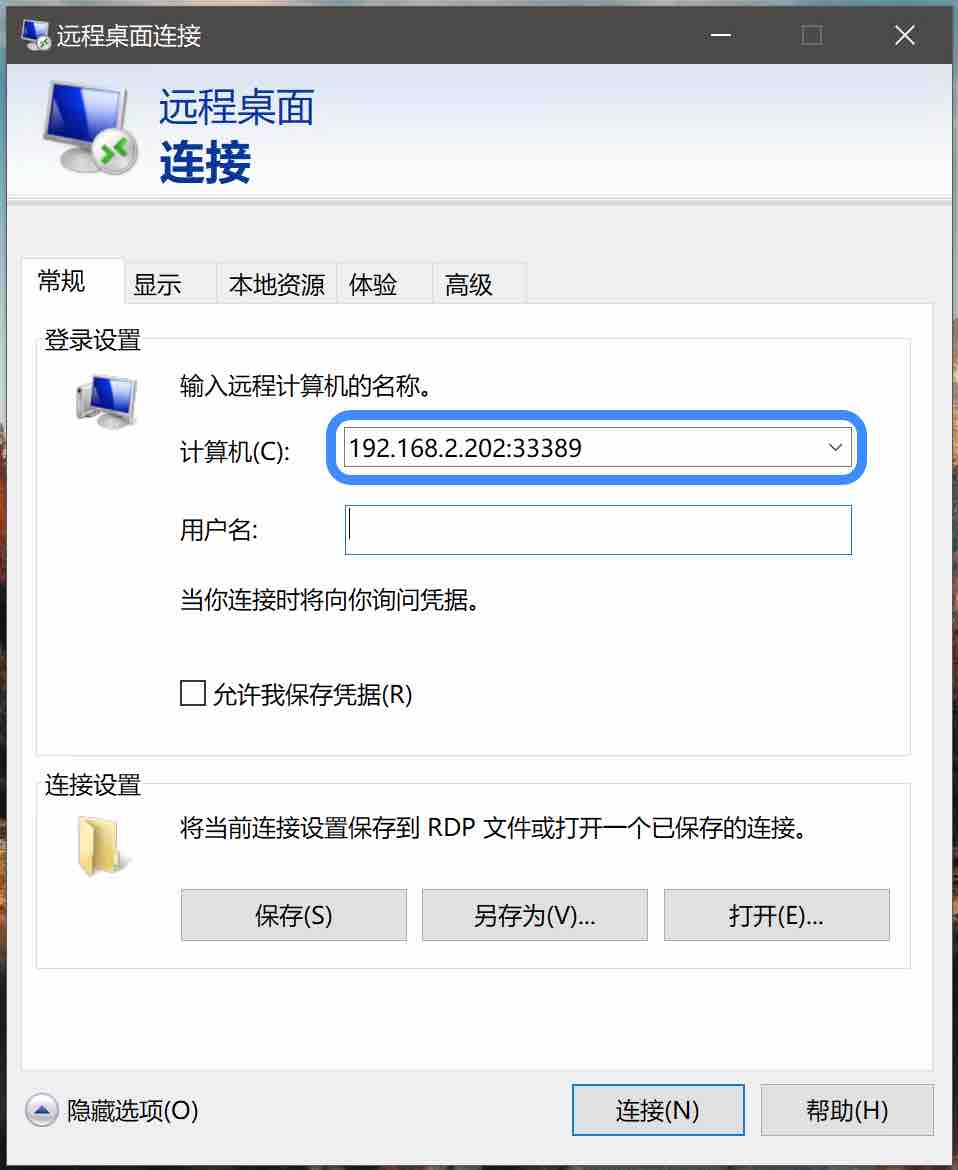 远程桌面连接
远程桌面
连接
常规 显示 本地资源 体验 高级
登录设置
输入远程计算机的名称。
计算机(C): 192.168.2.202:33389
用户名:
当你连接时将向你询问凭据。
允许我保存凭据(R)
连接设置
将当前连接设置保存到 RDP 文件或打开一个已保存的连接。
保存(S) 另存为(V)... 打开(E)...
隐藏选项(O) 连接(N) 帮助(H)